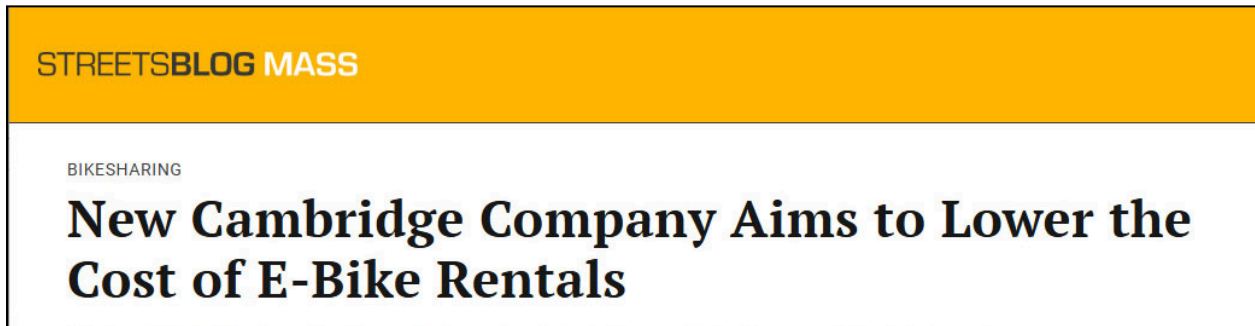 STREETSBLOG MASS
BIKESHARING
New Cambridge Company Aims to Lower the
Cost of E-Bike Rentals